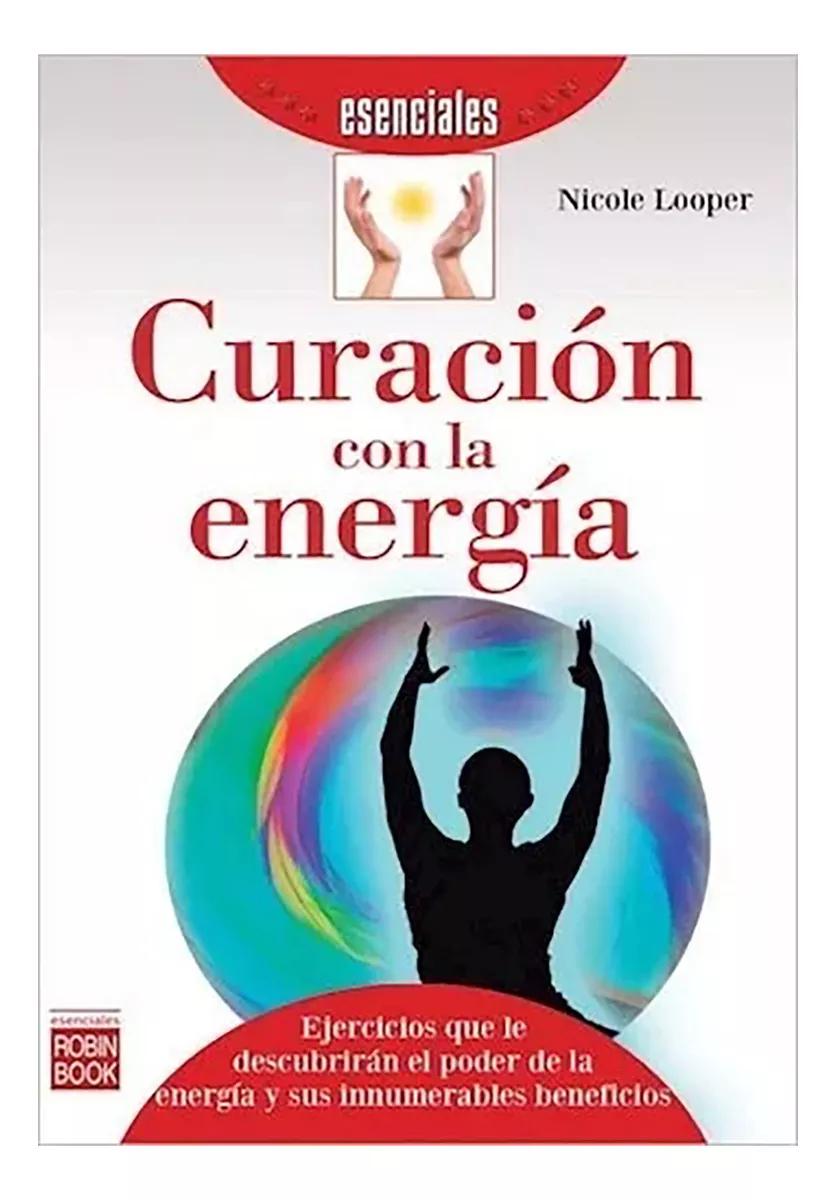 esenciales
Nicole Looper
Curación
con la
energía
esenciales
ROBIN
BOOK
Ejercicios que le
descubrirán el poder de la
energía y sus innumerables beneficios